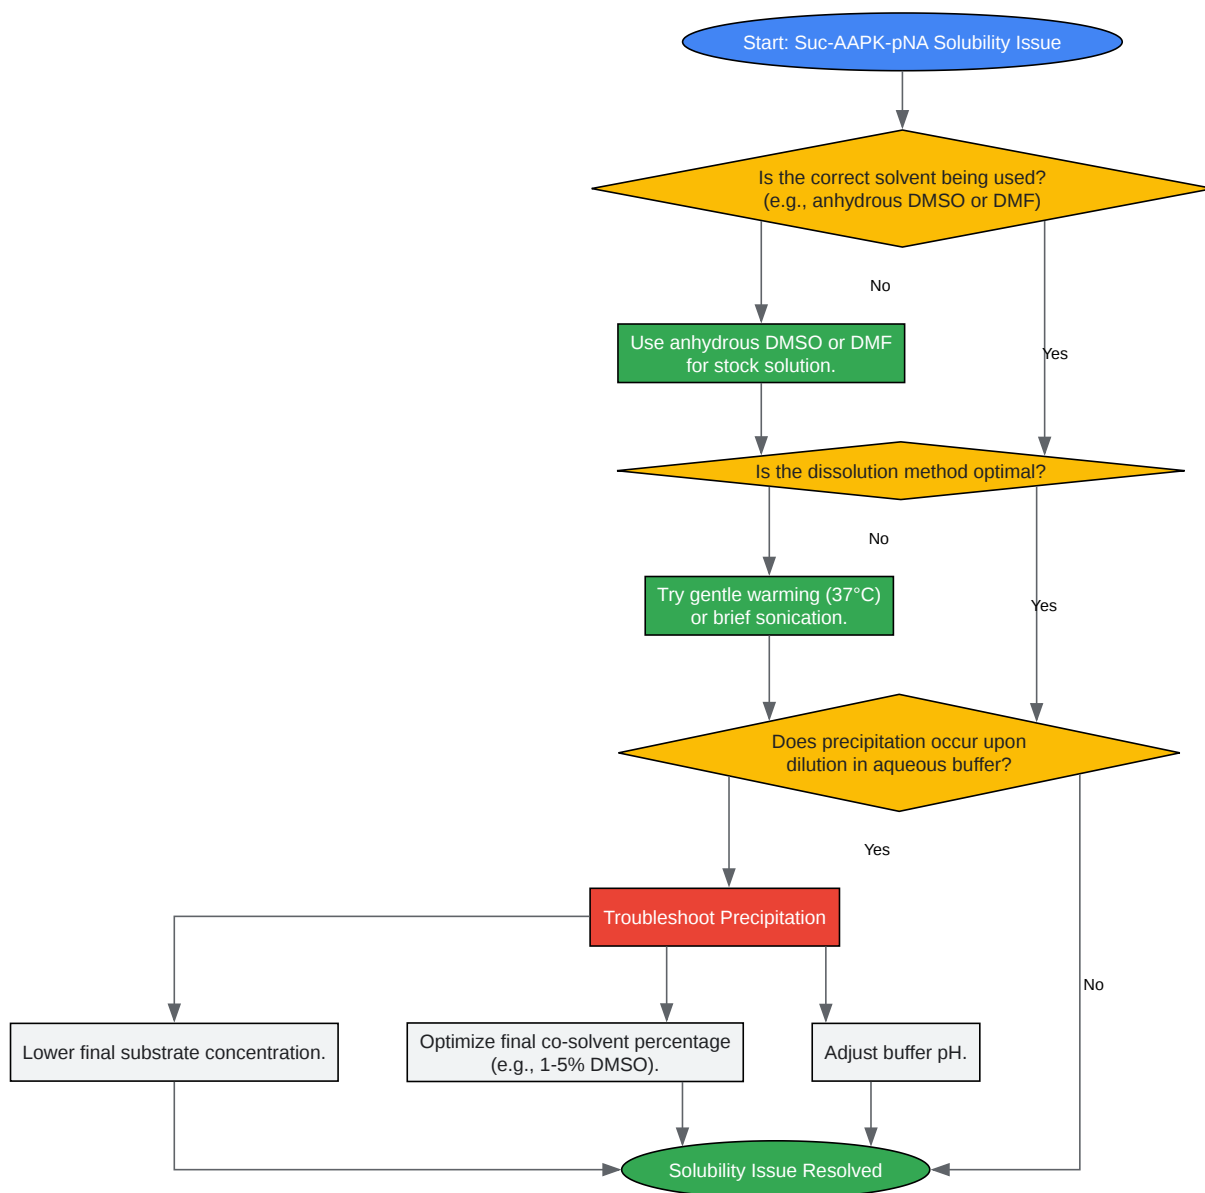 Start: Suc-AAPK-pNA Solubility Issue
Is the correct solvent being used?
(e.g., anhydrous DMSO or DMF)
No
Use anhydrous DMSO or DMF
for stock solution.
Yes
Is the dissolution method optimal?
No
Try gentle warming (37°C)
or brief sonication.
Yes
Does precipitation occur upon
dilution in aqueous buffer?
Yes
Troubleshoot Precipitation
No
Lower final substrate concentration.
Optimize final co-solvent percentage
(e.g., 1-5% DMSO).
Adjust buffer pH.
Solubility Issue Resolved